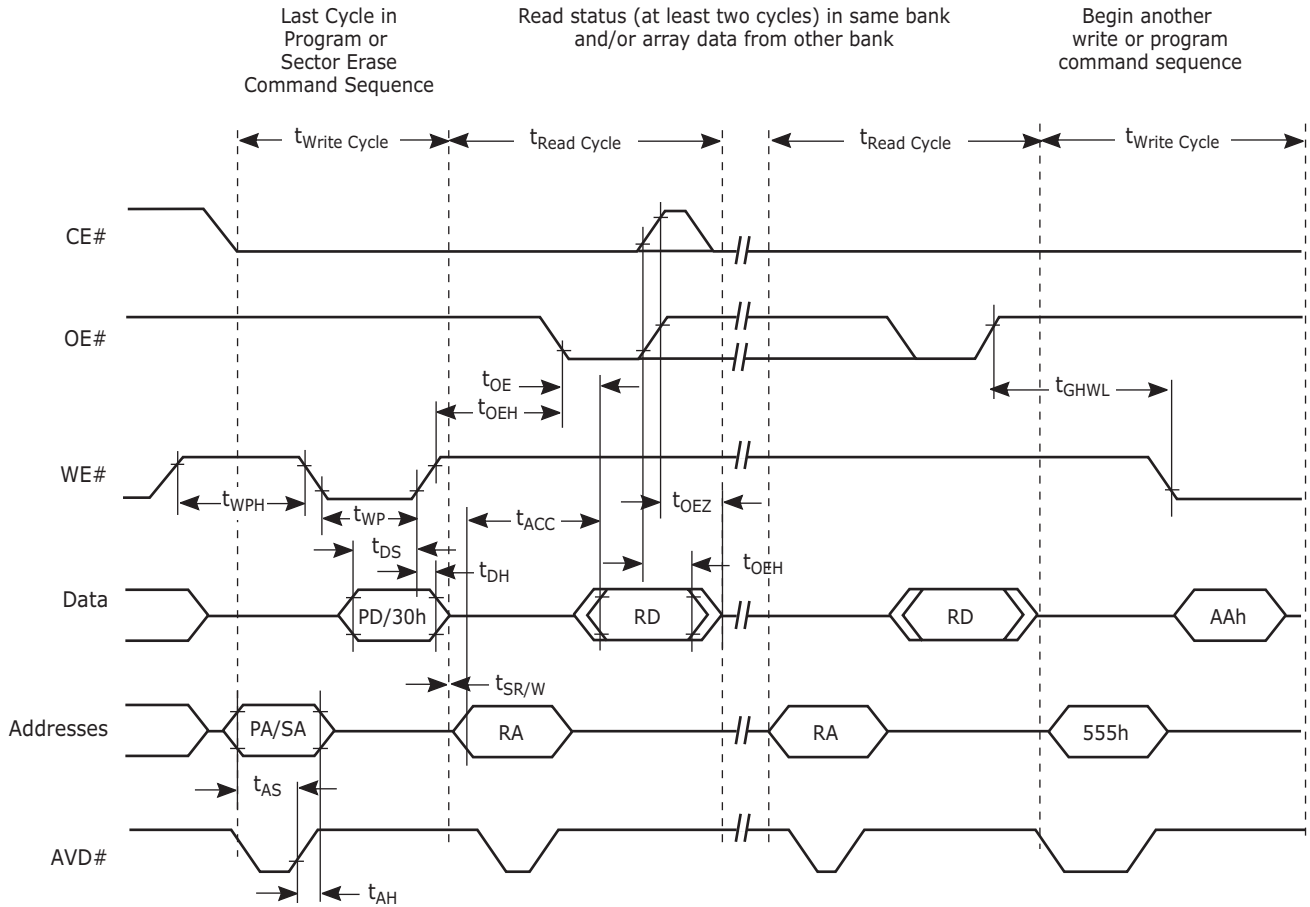 Last Cycle in
Program or
Sector Erase
Command Sequence
Read status (at least two cycles) in same bank
and/or array data from other bank
Begin another
write or program
command sequence
tWrite Cycle
tRead Cycle
tRead Cycle
tWrite Cycle
CE#
OE#
tOE
tOEH
tGHWL
WE#
tWPH
tWP
tOEZ
tACC
tDS
tOEH
tDH
Data
PD/30h
RD
RD
AAh
tSR/W
Addresses
PA/SA
RA
RA
555h
tAS
AVD#
tAH